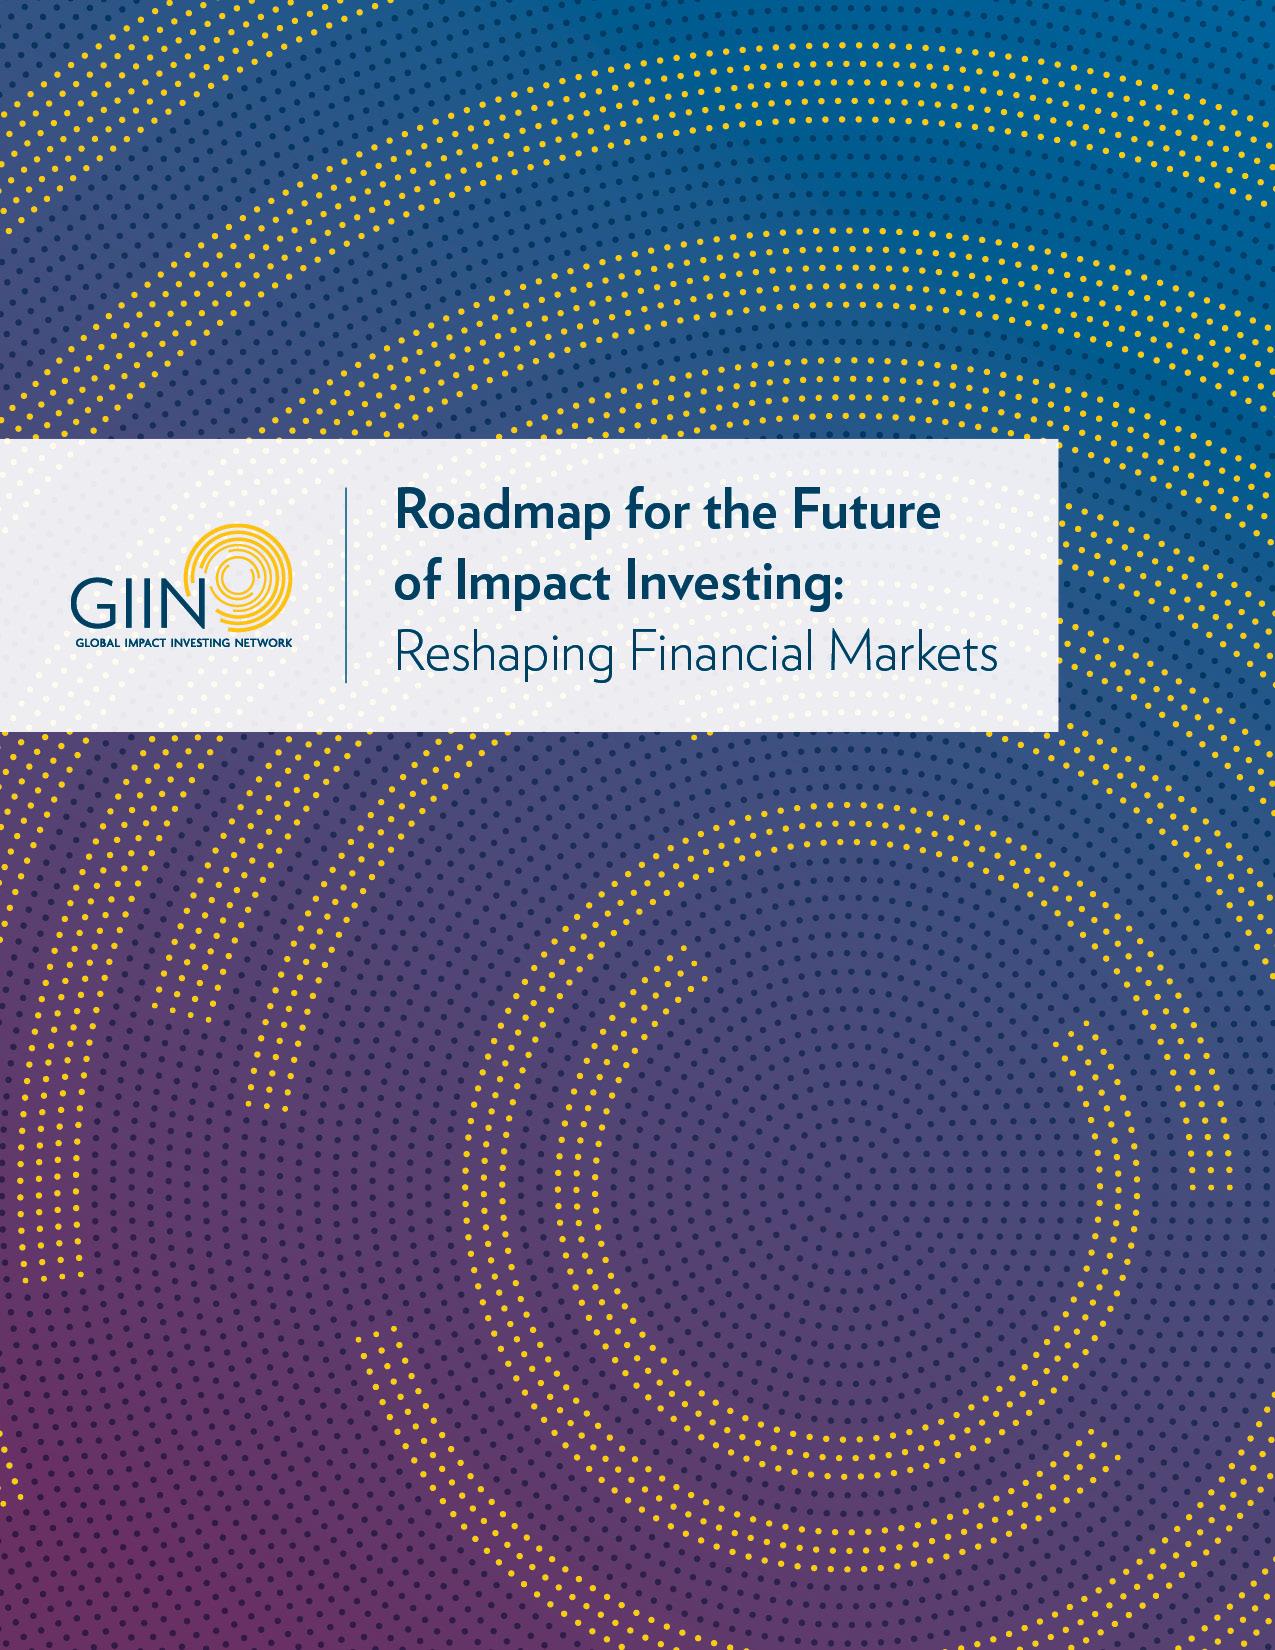 GIIN
GLOBAL IMPACT INVESTING NETWORK
Roadmap for the Future
of Impact Investing:
Reshaping Financial Markets